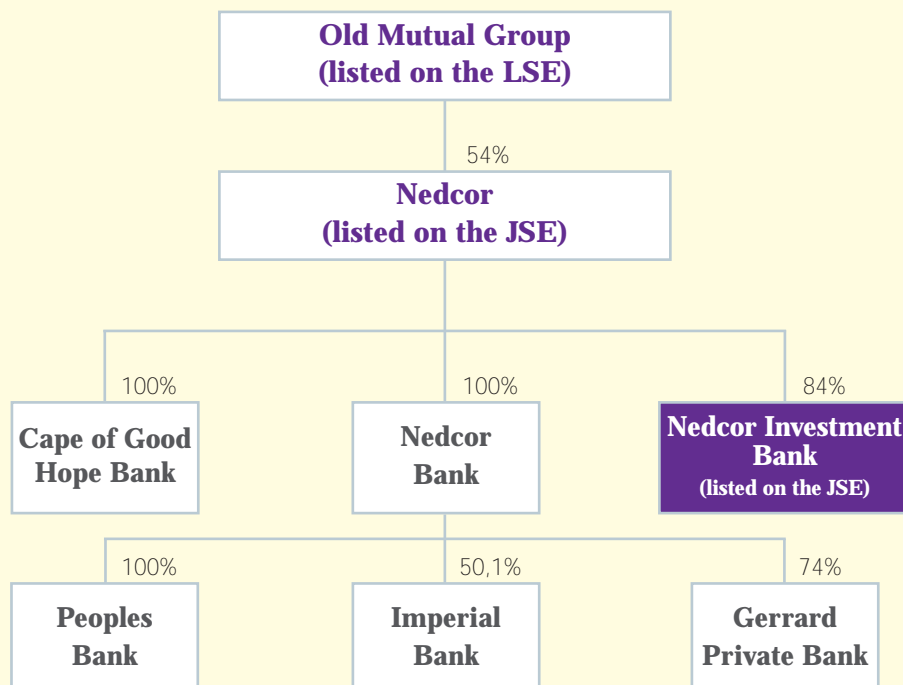 Old Mutual Group
(listed on the LSE)
54%
Nedcor
(listed on the JSE)
100%
100%
84%
Cape of Good
Hope Bank
Nedcor
Bank
Nedcor Investment
Bank
(listed on the JSE)
100%
50,1%
74%
Peoples
Bank
Imperial
Bank
Gerrard
Private Bank